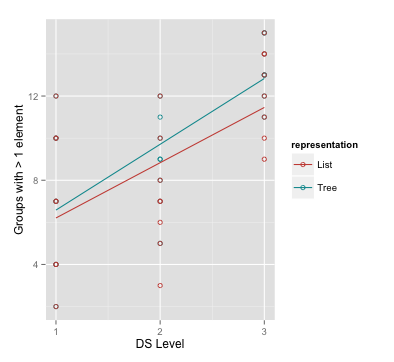 Groups with > 1 element
12
8
4
1
2
3
DS Level
representation
List
Tree